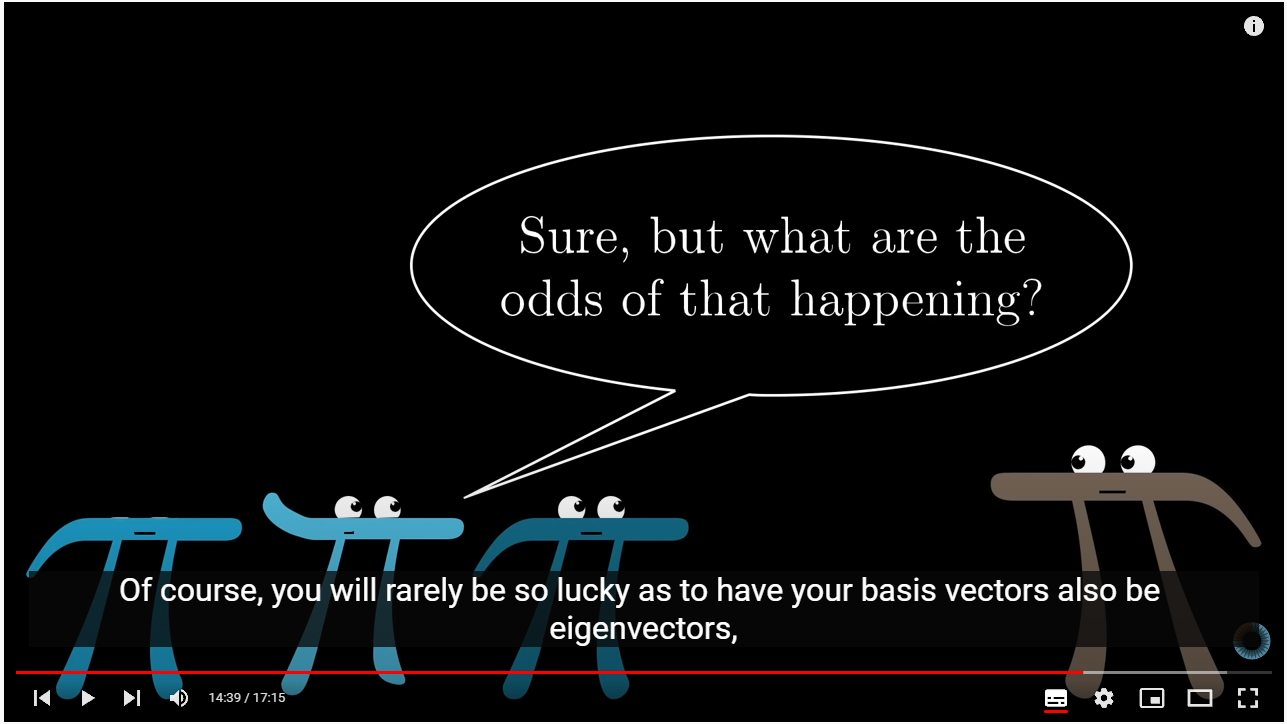 Sure, but what are the
odds of that happening?
Of course, you will rarely be so lucky as to have your basis vectors also be
eigenvectors,
14:39 / 17:15